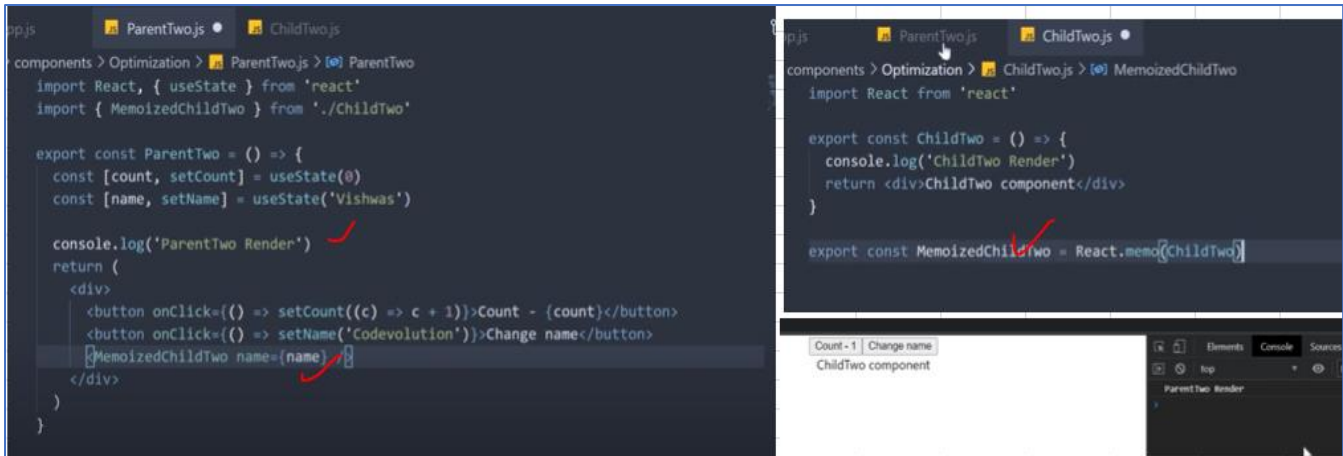 pp.js ParentTwo.js ChildTwo.js
components > Optimization > ParentTwo.js > ParentTwo
import React, { useState } from 'react'
import { MemoizedChildTwo } from './ChildTwo'
export const ParentTwo = () => {
const [count, setCount] = useState(0)
const [name, setName] = useState('Vishwas')
console.log('ParentTwo Render')
return (
<div>
<button onClick={() => setCount((c) => c + 1)}>Count - {count}</button>
<button onClick={() => setName('Codevolution')}>Change name</button>
<MemoizedChildTwo name={name} />
</div>
)
}
p.js ParentTwo.js ChildTwo.js
components > Optimization > ChildTwo.js > MemoizedChildTwo
import React from 'react'
export const ChildTwo = () => {
console.log('ChildTwo Render')
return <div>ChildTwo component</div>
}
export const MemoizedChildTwo = React.memo(ChildTwo)
Count - 1 Change name
ChildTwo component
Elements Console Sources
top
ParentTwo Render